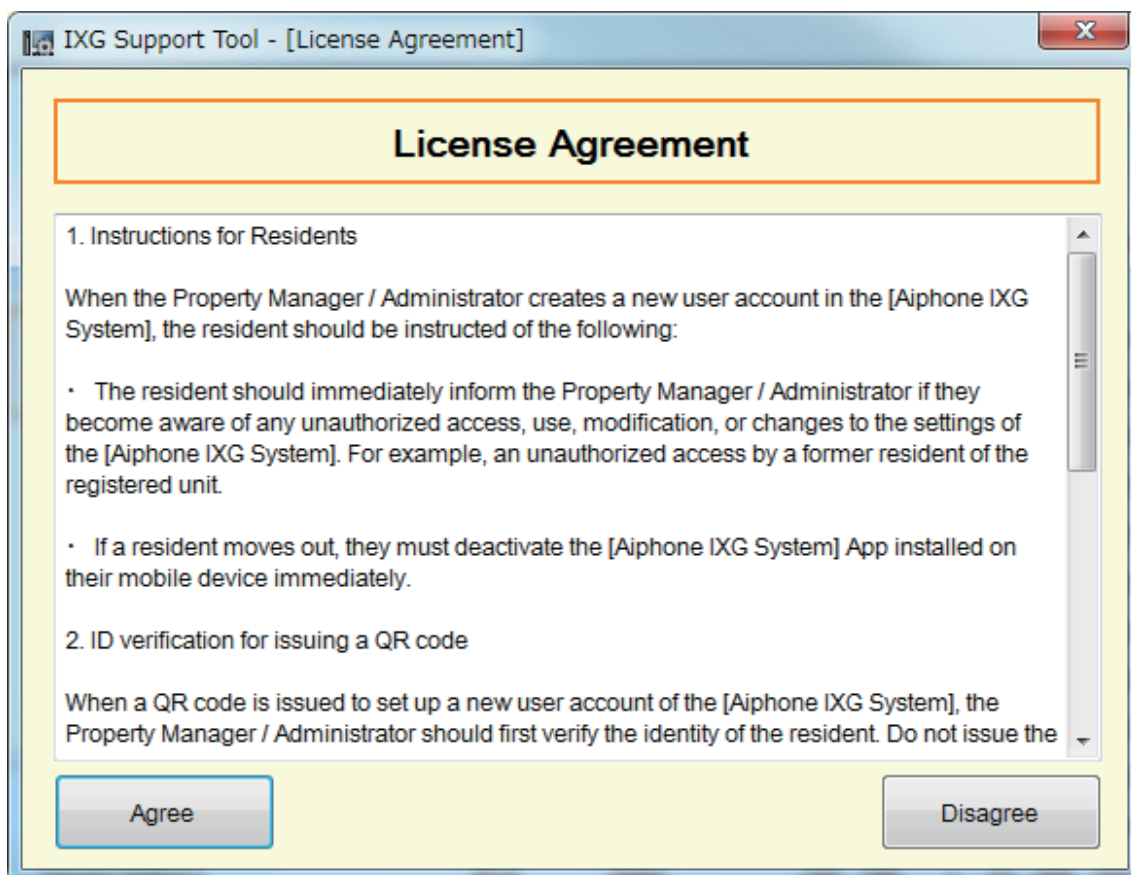 IXG Support Tool - [License Agreement]
License Agreement
1. Instructions for Residents
When the Property Manager / Administrator creates a new user account in the [Aiphone IXG
System], the resident should be instructed of the following:
・ The resident should immediately inform the Property Manager / Administrator if they
become aware of any unauthorized access, use, modification, or changes to the settings of
the [Aiphone IXG System]. For example, an unauthorized access by a former resident of the
registered unit.
・ If a resident moves out, they must deactivate the [Aiphone IXG System] App installed on
their mobile device immediately.
2. ID verification for issuing a QR code
When a QR code is issued to set up a new user account of the [Aiphone IXG System], the
Property Manager / Administrator should first verify the identity of the resident. Do not issue the
Agree
Disagree